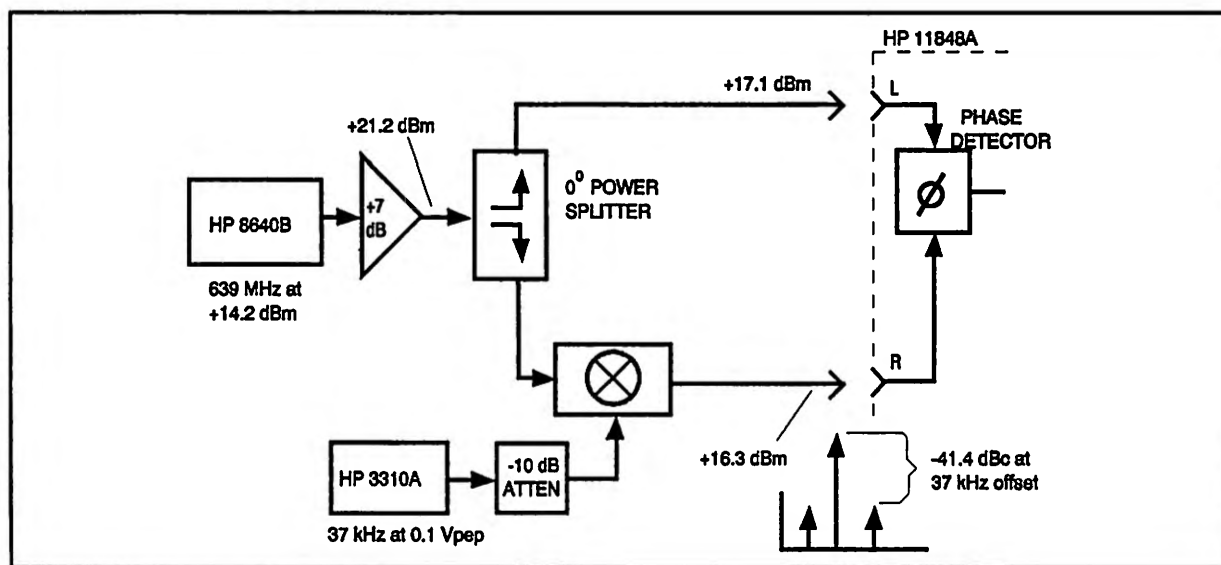 HP 11848A
+17.1 dBm
L
PHASE
DETECTOR
+21.2 dBm
0° POWER
SPLITTER
+7
dB
HP 8640B
ϕ
639 MHz at
+14.2 dBm
R
HP 3310A
-10 dB
ATTEN
+16.3 dBm
-41.4 dBc at
37 kHz offset
37 kHz at 0.1 Vpep